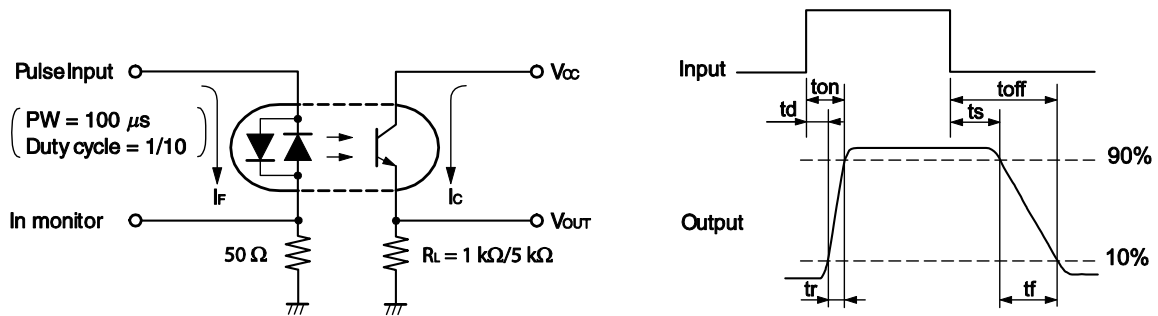 Pulse Input
VCC
PW = 100 μs
Duty cycle = 1/10
IF
IC
In monitor
VOUT
50 Ω
RL = 1 kΩ/5 kΩ
Input
ton
toff
td
ts
90%
Output
10%
tr
tf